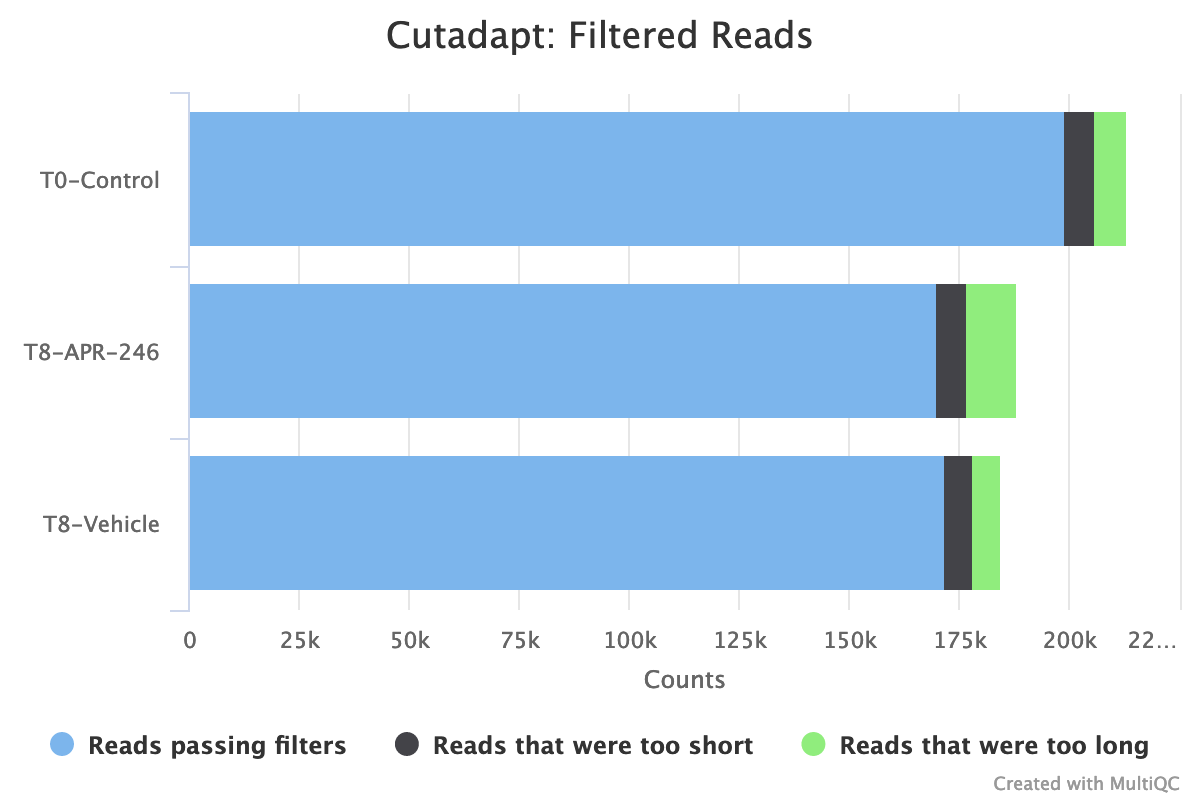 Cutadapt: Filtered Reads
T0-Control
T8-APR-246
T8-Vehicle
0 25k 50k 75k 100k 125k 150k 175k 200k 22...
Counts
Reads passing filters Reads that were too short Reads that were too long
Created with MultiQC